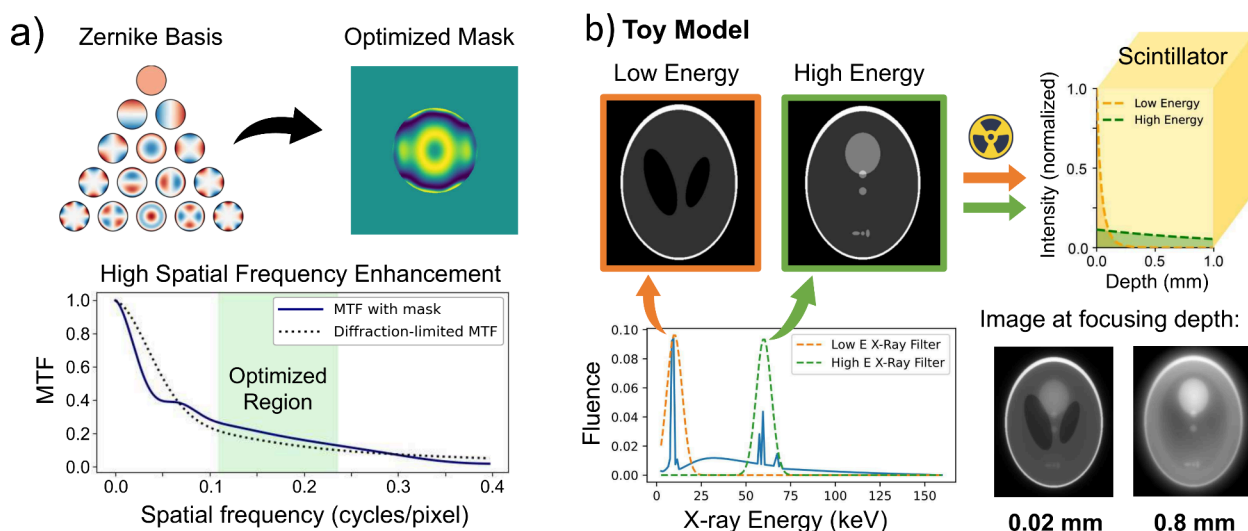 a)
Zernike Basis
Optimized Mask
High Spatial Frequency Enhancement
MTF
1.0
0.8
0.6
0.4
0.2
0.0
MTF with mask
Diffraction-limited MTF
Optimized
Region
0.0 0.1 0.2 0.3 0.4
Spatial frequency (cycles/pixel)
b) Toy Model
Low Energy
High Energy
Fluence
0.10
0.08
0.06
0.04
0.02
0.00
Low E X-Ray Filter
High E X-Ray Filter
0 25 50 75 100 125 150
X-ray Energy (keV)
Scintillator
Intensity (normalized)
1.0
0.5
0.0
Low Energy
High Energy
0.0 0.5 1.0
Depth (mm)
Image at focusing depth:
0.02 mm
0.8 mm